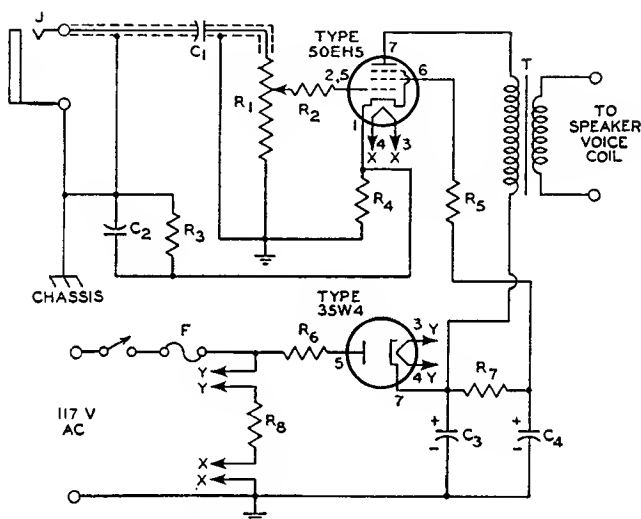 J
C1
TYPE
50EH5
7
2,5
6
R1
R2
1
4
3
X
X
T
TO
SPEAKER
VOICE
COIL
C2
R3
R4
R5
CHASSIS
TYPE
35W4
F
R6
5
3
Y
4
Y
7
R7
Y
Y
117 V
AC
R8
+
-
C3
+
-
C4
X
X